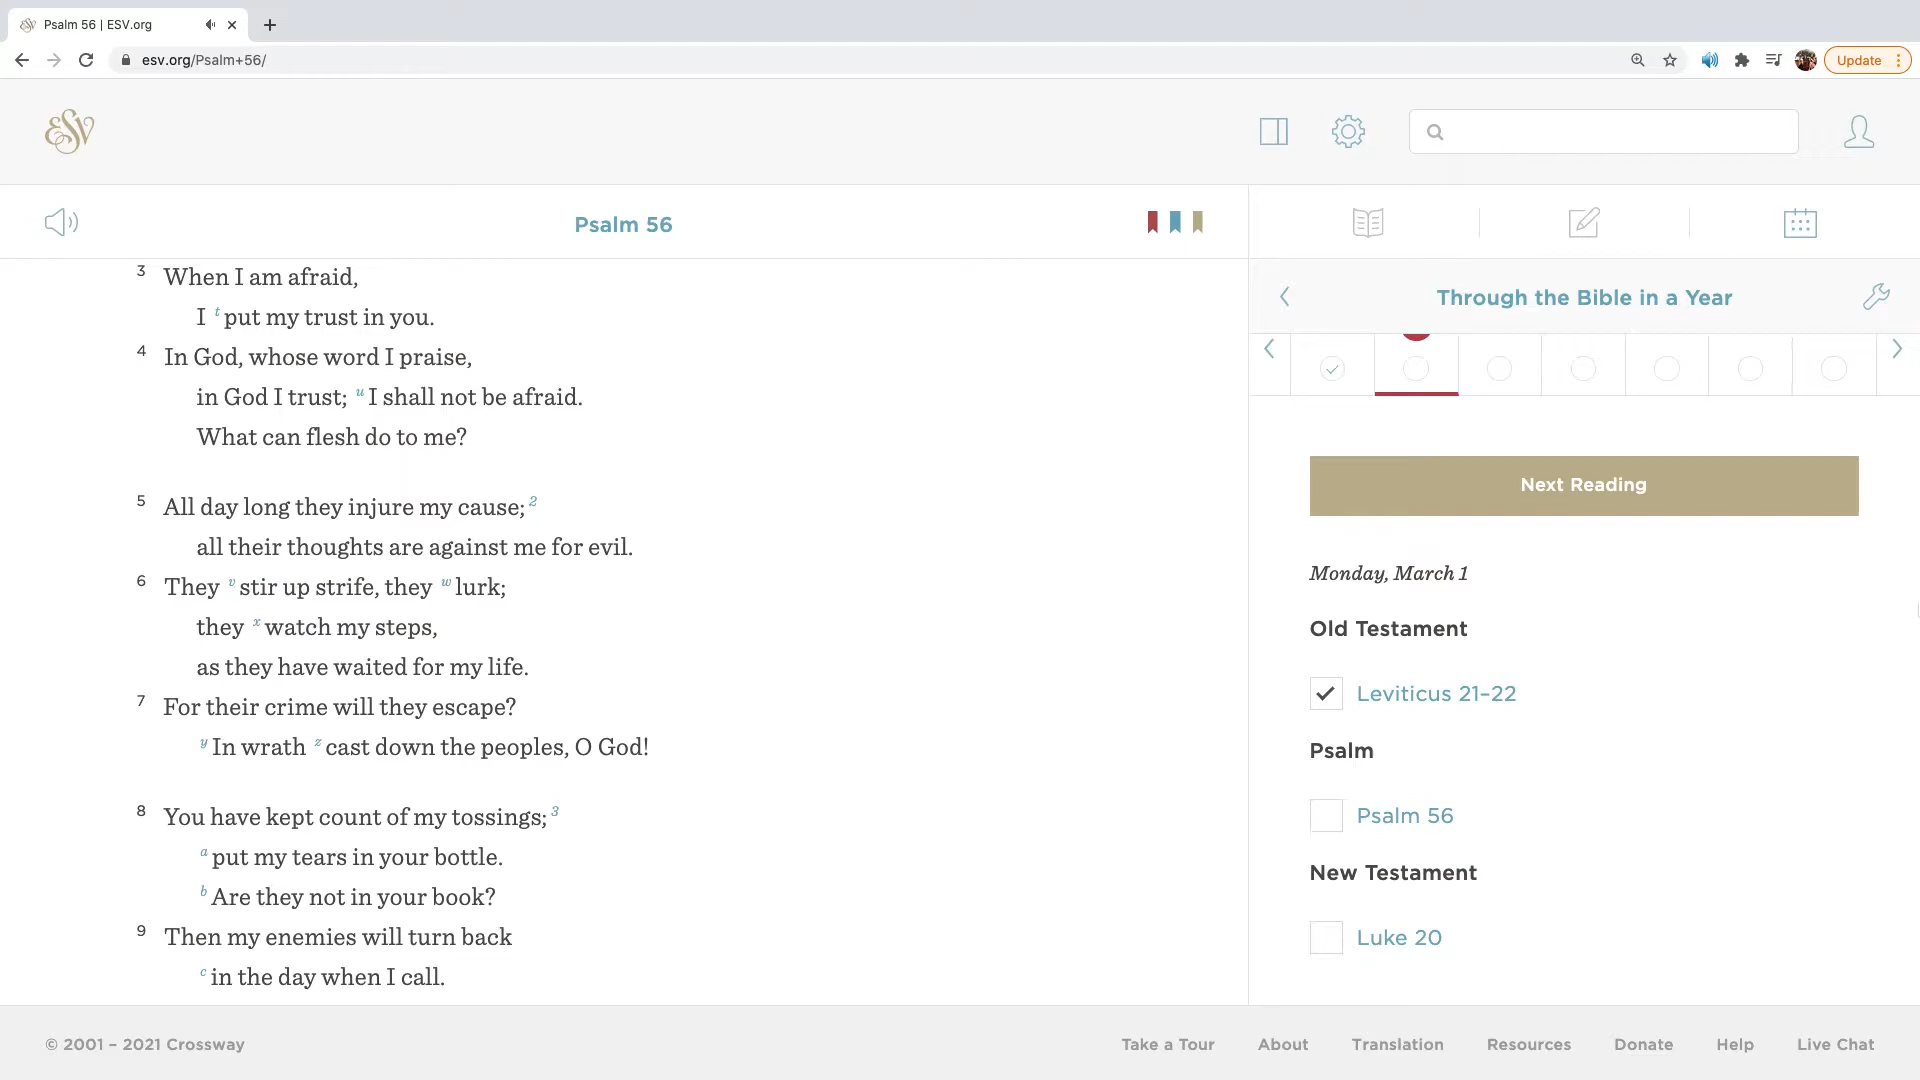 Psalm 56 | ESV.org
esv.org/Psalm+56/
Update
ESV
Psalm 56
3 When I am afraid,
I t put my trust in you.
4 In God, whose word I praise,
in God I trust; u I shall not be afraid.
What can flesh do to me?
5 All day long they injure my cause; 2
all their thoughts are against me for evil.
6 They v stir up strife, they w lurk;
they x watch my steps,
as they have waited for my life.
7 For their crime will they escape?
y In wrath z cast down the peoples, O God!
8 You have kept count of my tossings; 3
a put my tears in your bottle.
b Are they not in your book?
9 Then my enemies will turn back
c in the day when I call.
Through the Bible in a Year
Next Reading
Monday, March 1
Old Testament
Leviticus 21–22
Psalm
Psalm 56
New Testament
Luke 20
© 2001 – 2021 Crossway
Take a Tour
About
Translation
Resources
Donate
Help
Live Chat